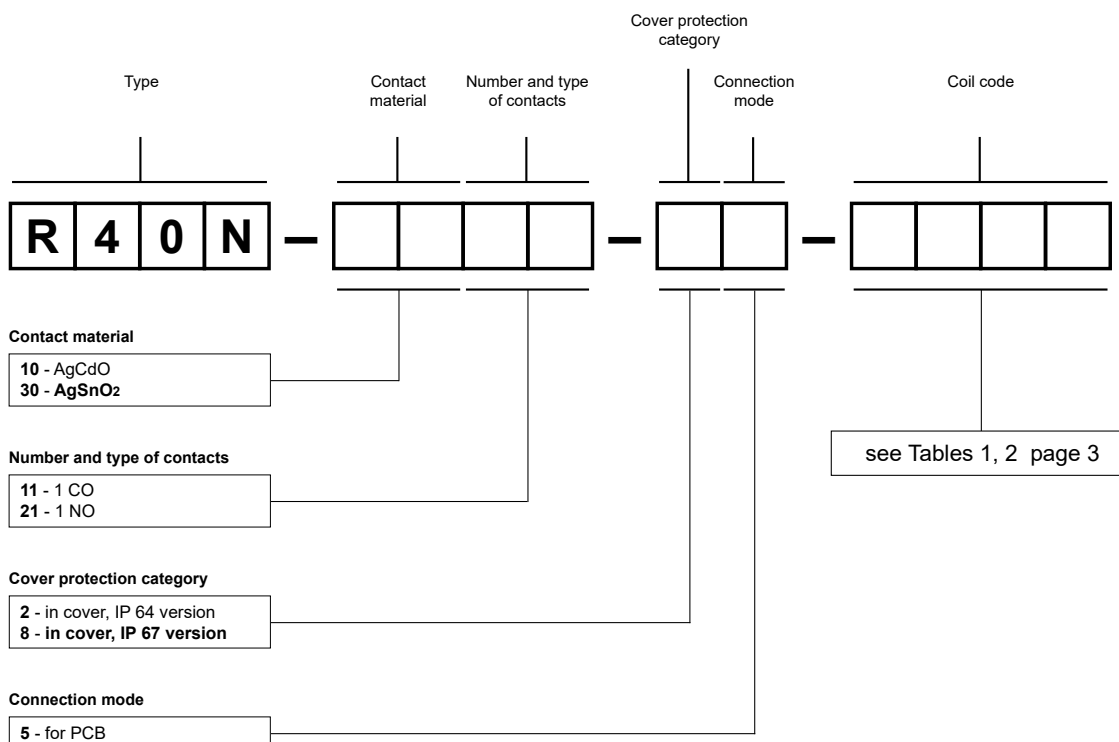 Cover protection
category
Type
Contact
material
Number and type
of contacts
Connection
mode
Coil code
R 4 0 N – – –
Contact material
10 - AgCdO
30 - AgSnO2
Number and type of contacts
11 - 1 CO
21 - 1 NO
see Tables 1, 2 page 3
Cover protection category
2 - in cover, IP 64 version
8 - in cover, IP 67 version
Connection mode
5 - for PCB